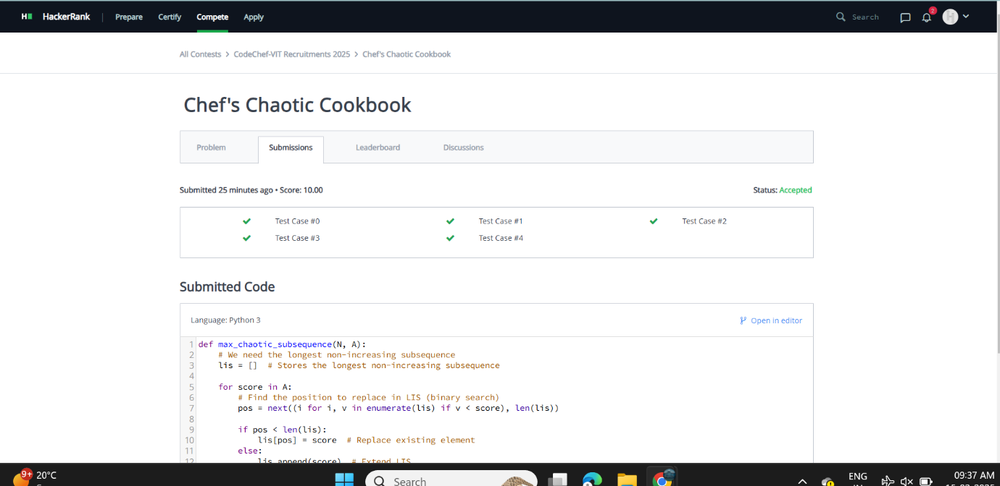 HackerRank | Prepare Certify Compete Apply Search 2
All Contests > CodeChef-VIT Recruitments 2025 > Chef's Chaotic Cookbook
Chef's Chaotic Cookbook
Problem Submissions Leaderboard Discussions
Submitted 25 minutes ago • Score: 10.00 Status: Accepted
Test Case #0 Test Case #1 Test Case #2
Test Case #3 Test Case #4
Submitted Code
Language: Python 3 Open in editor
1 def max_chaotic_subsequence(N, A):
2     # We need the longest non-increasing subsequence
3     lis = []  # Stores the longest non-increasing subsequence
4
5     for score in A:
6         # Find the position to replace in LIS (binary search)
7         pos = next((i for i, v in enumerate(lis) if v < score), len(lis))
8
9         if pos < len(lis):
10             lis[pos] = score  # Replace existing element
11         else:
12             lis.append(score)  # Extend LIS
9+ 20°C Search ENG 09:37 AM